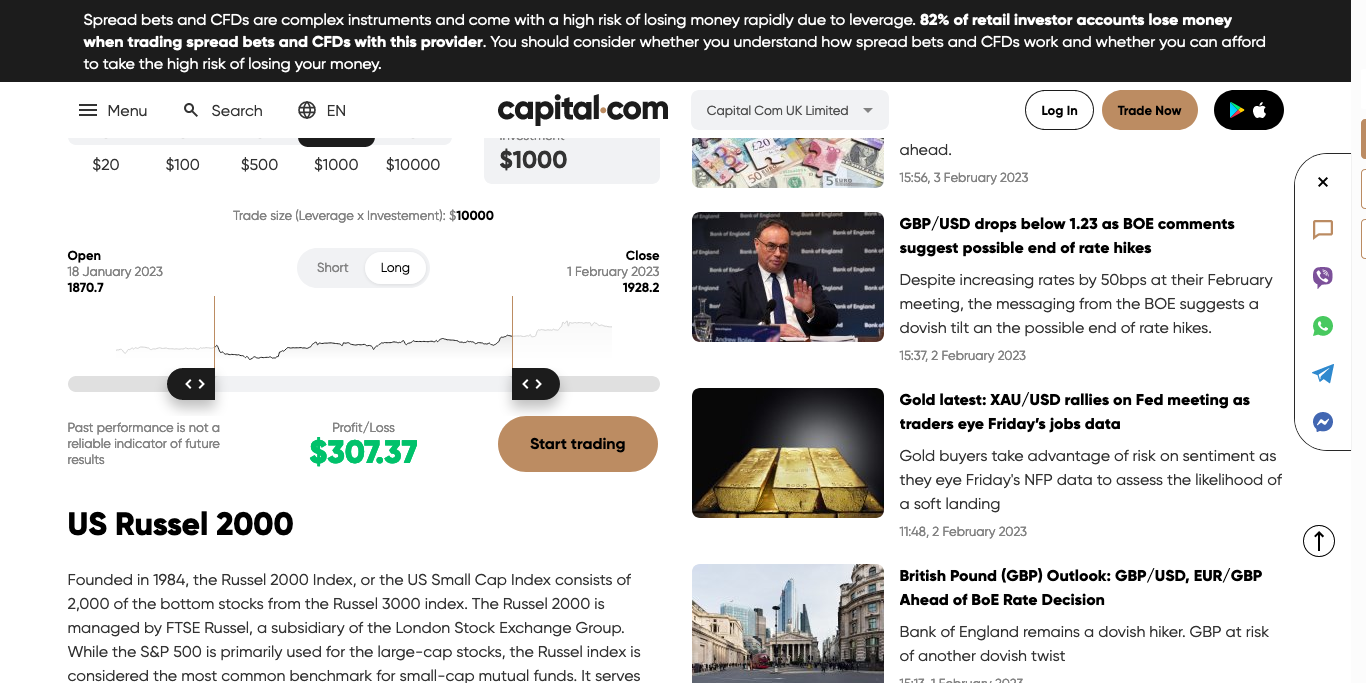 Spread bets and CFDs are complex instruments and come with a high risk of losing money rapidly due to leverage. 82% of retail investor accounts lose money
when trading spread bets and CFDs with this provider. You should consider whether you understand how spread bets and CFDs work and whether you can afford
to take the high risk of losing your money.
Menu
Search
EN
capital.com
Capital Com UK Limited
Log In
Trade Now
$20
$100
$500
$1000
$10000
Investment
$1000
Trade size (Leverage x Investement): $10000
Open
18 January 2023
1870.7
Short
Long
Close
1 February 2023
1928.2
Past performance is not a
reliable indicator of future
results
Profit/Loss
$307.37
Start trading
US Russel 2000
Founded in 1984, the Russel 2000 Index, or the US Small Cap Index consists of
2,000 of the bottom stocks from the Russel 3000 index. The Russel 2000 is
managed by FTSE Russel, a subsidiary of the London Stock Exchange Group.
While the S&P 500 is primarily used for the large-cap stocks, the Russel index is
considered the most common benchmark for small-cap mutual funds. It serves
ahead.
15:56, 3 February 2023
GBP/USD drops below 1.23 as BOE comments
suggest possible end of rate hikes
Despite increasing rates by 50bps at their February
meeting, the messaging from the BOE suggests a
dovish tilt an the possible end of rate hikes.
15:37, 2 February 2023
Gold latest: XAU/USD rallies on Fed meeting as
traders eye Friday's jobs data
Gold buyers take advantage of risk on sentiment as
they eye Friday's NFP data to assess the likelihood of
a soft landing
11:48, 2 February 2023
British Pound (GBP) Outlook: GBP/USD, EUR/GBP
Ahead of BoE Rate Decision
Bank of England remains a dovish hiker. GBP at risk
of another dovish twist
15:13, 1 February 2023